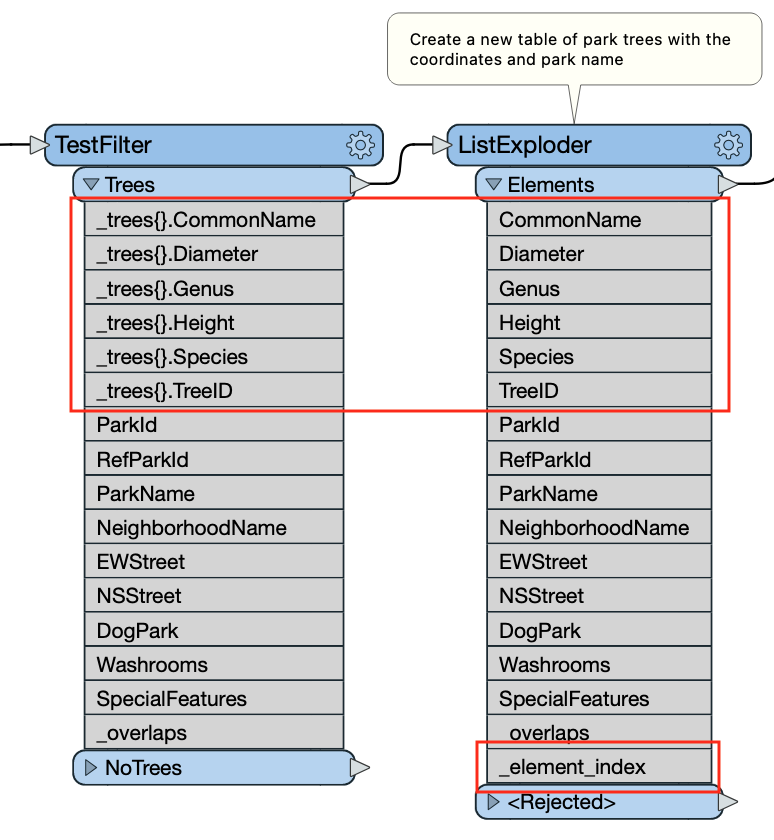 Create a new table of park trees with the
coordinates and park name
TestFilter
Trees
_trees{}.CommonName
_trees{}.Diameter
_trees{}.Genus
_trees{}.Height
_trees{}.Species
_trees{}.TreeID
ParkId
RefParkId
ParkName
NeighborhoodName
EWStreet
NSStreet
DogPark
Washrooms
SpecialFeatures
_overlaps
NoTrees
ListExploder
Elements
CommonName
Diameter
Genus
Height
Species
TreeID
ParkId
RefParkId
ParkName
NeighborhoodName
EWStreet
NSStreet
DogPark
Washrooms
SpecialFeatures
_overlaps
_element_index
<Rejected>